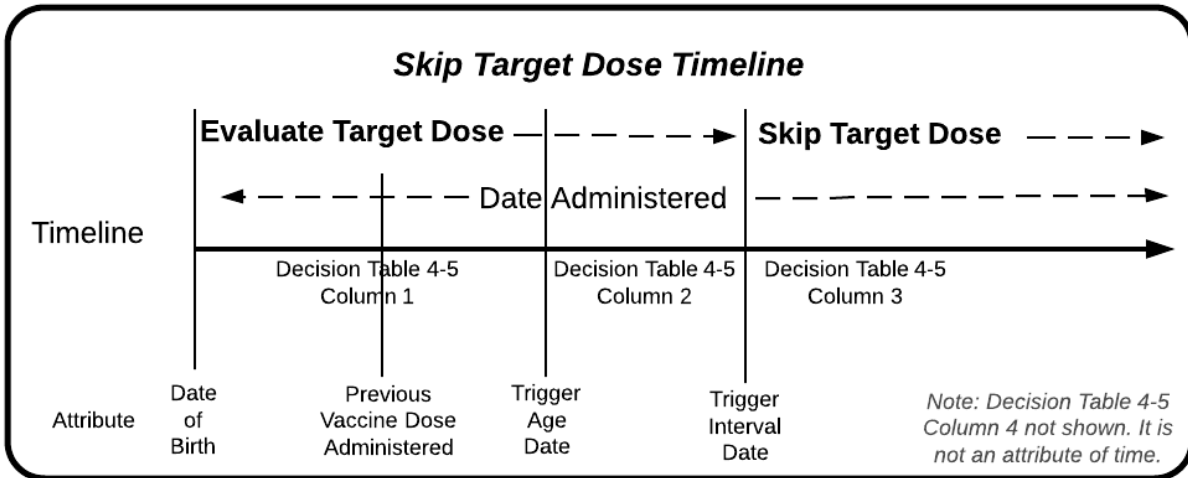 Skip Target Dose Timeline
Evaluate Target Dose
Skip Target Dose
Date Administered
Timeline
Decision Table 4-5
Column 1
Decision Table 4-5
Column 2
Decision Table 4-5
Column 3
Attribute
Date
of
Birth
Previous
Vaccine Dose
Administered
Trigger
Age
Date
Trigger
Interval
Date
Note: Decision Table 4-5
Column 4 not shown. It is
not an attribute of time.